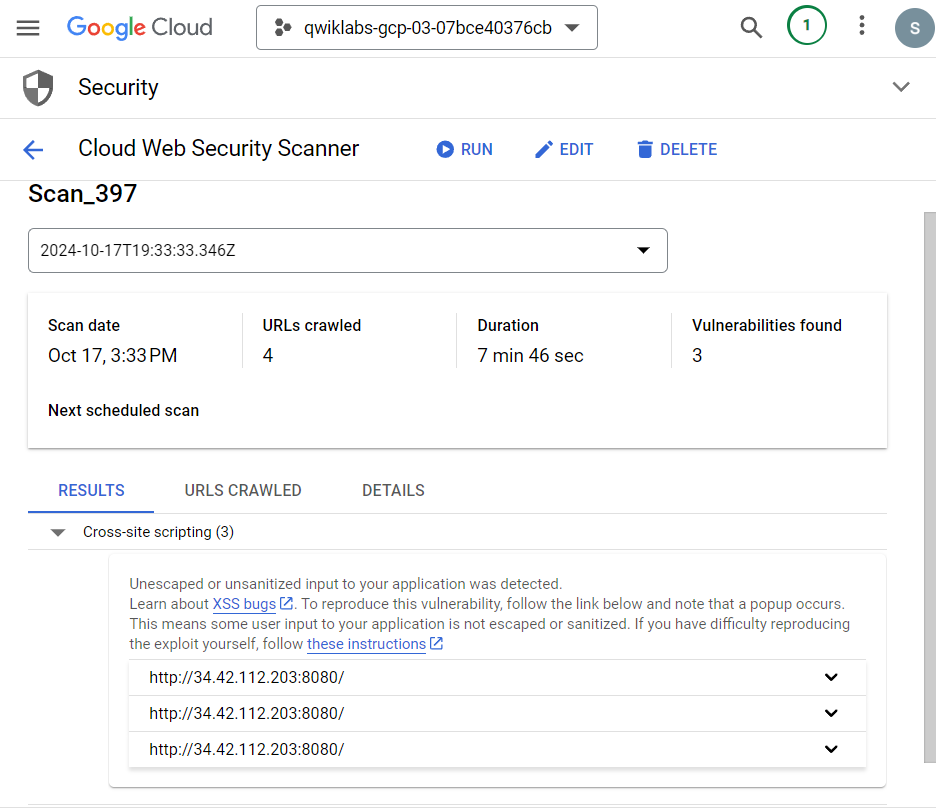 Google Cloud
qwiklabs-gcp-03-07bce40376cb
1
S
Security
Cloud Web Security Scanner
RUN
EDIT
DELETE
Scan_397
2024-10-17T19:33:33.346Z
Scan date
Oct 17, 3:33 PM
URLs crawled
4
Duration
7 min 46 sec
Vulnerabilities found
3
Next scheduled scan
RESULTS
URLS CRAWLED
DETAILS
Cross-site scripting (3)
Unescaped or unsanitized input to your application was detected.
Learn about XSS bugs. To reproduce this vulnerability, follow the link below and note that a popup occurs.
This means some user input to your application is not escaped or sanitized. If you have difficulty reproducing
the exploit yourself, follow these instructions
http://34.42.112.203:8080/
http://34.42.112.203:8080/
http://34.42.112.203:8080/